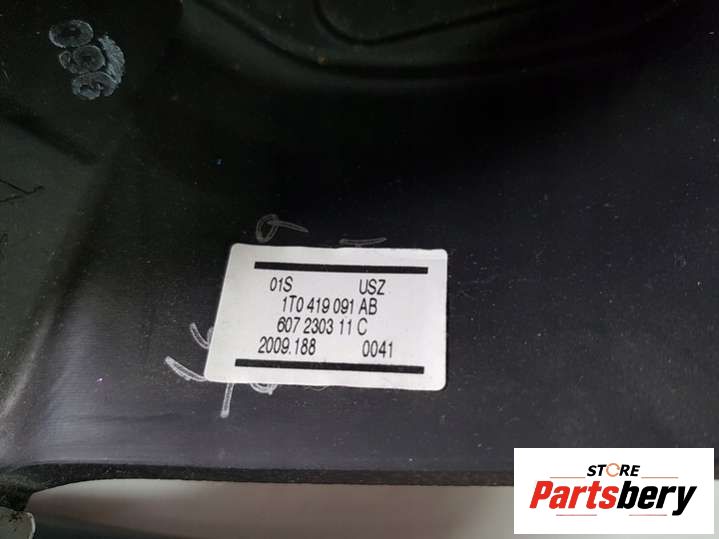 01S USZ
1T0 419 091 AB
607 2303 11 C
2009.188 0041
STORE
Partsbery